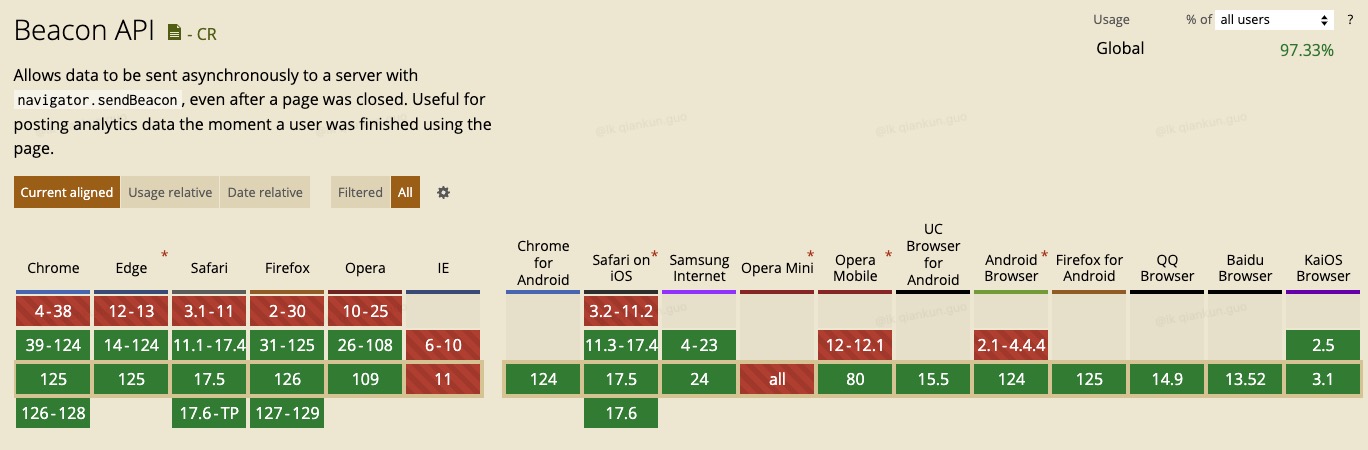 Beacon API - CR
Usage % of all users ?
Global 97.33%
Allows data to be sent asynchronously to a server with
navigator.sendBeacon, even after a page was closed. Useful for
posting analytics data the moment a user was finished using the
page.
Current aligned Usage relative Date relative Filtered All
Chrome Edge * Safari Firefox Opera IE Chrome for Android Safari on iOS * Samsung Internet Opera Mini * Opera Mobile * UC Browser for Android Android Browser * Firefox for Android QQ Browser Baidu Browser KaiOS Browser
4-38 12-13 3.1-11 2-30 10-25 3.2-11.2
39-124 14-124 11.1-17.4 31-125 26-108 6-10 11.3-17.4 4-23 12-12.1 2.1-4.4.4 2.5
125 125 17.5 126 109 11 124 17.5 24 all 80 15.5 124 125 14.9 13.52 3.1
126-128 17.6-TP 127-129 17.6